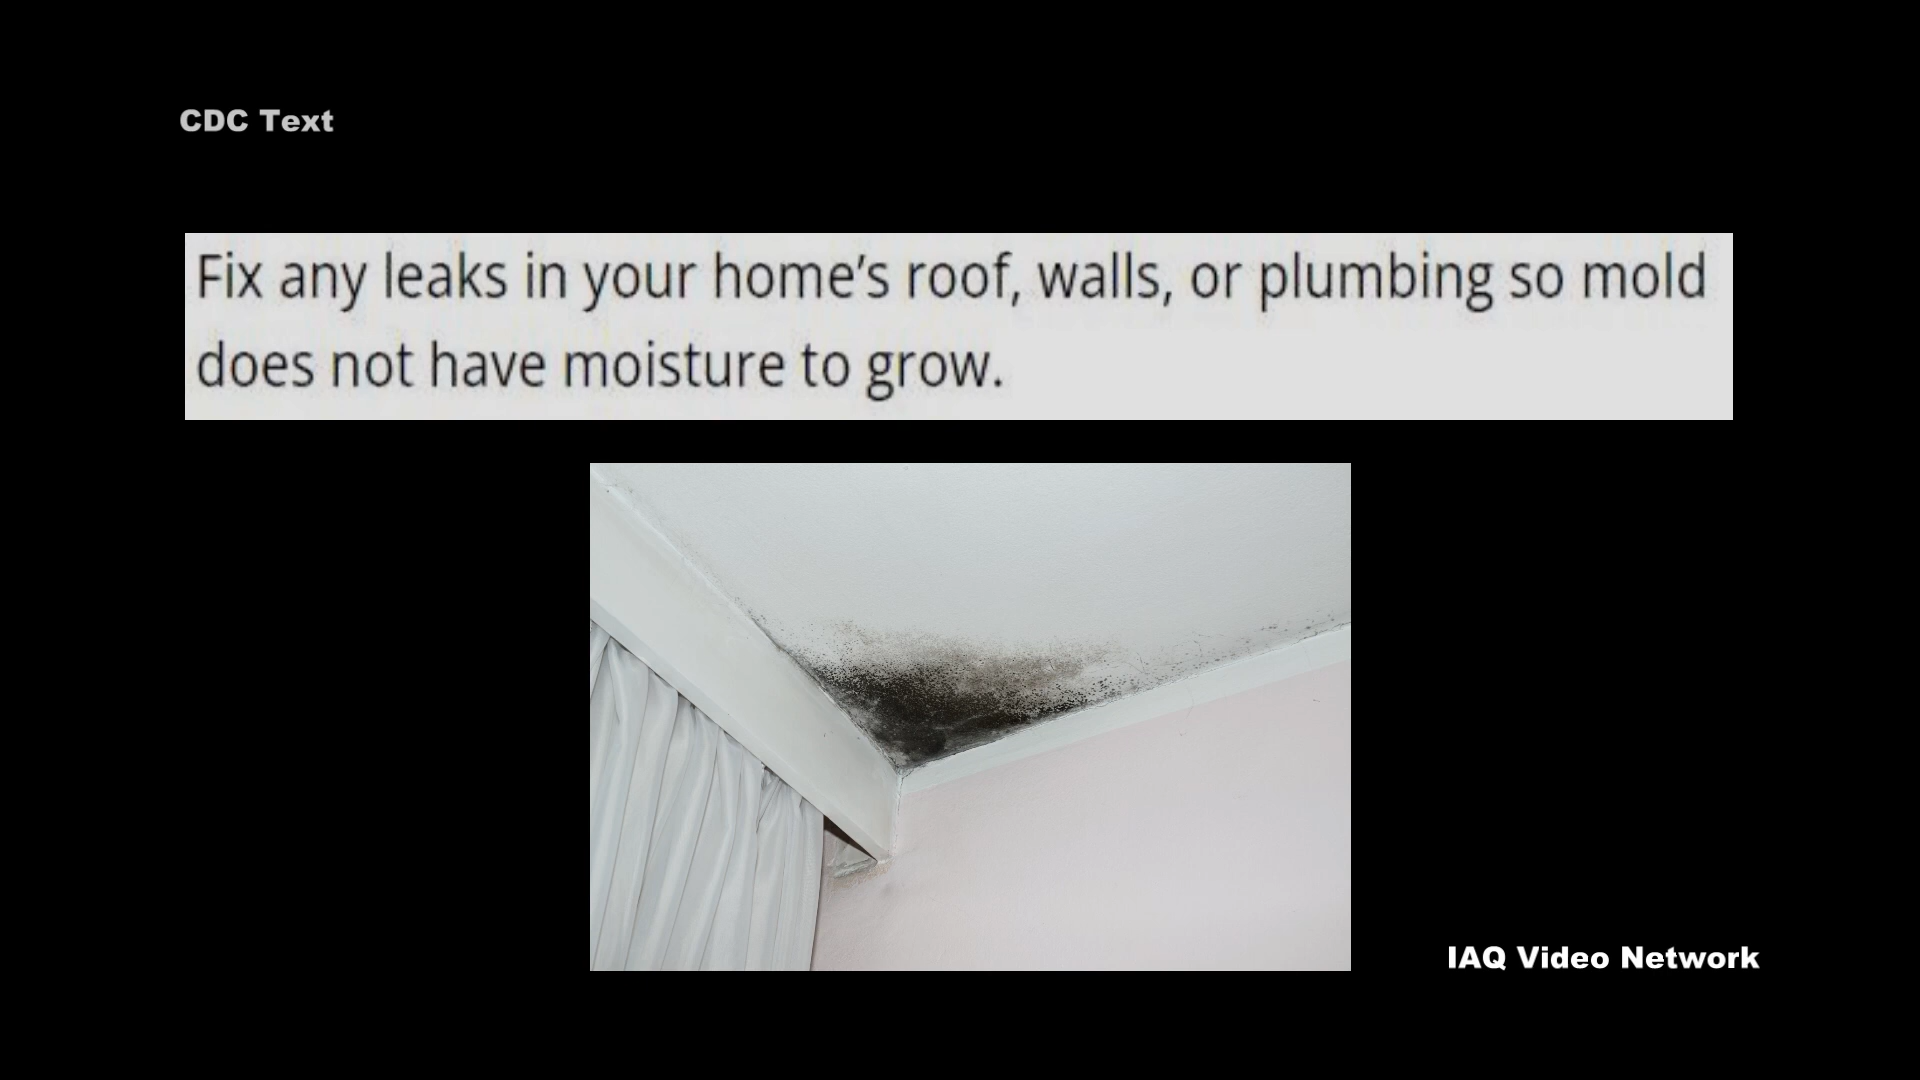 CDC Text
Fix any leaks in your home’s roof, walls, or plumbing so mold
does not have moisture to grow.
IAQ Video Network